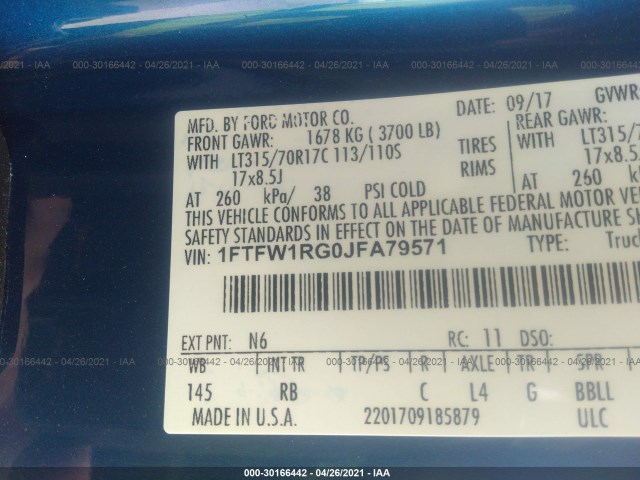 000-30166442 - 04/26/2021 - IAA
MFD. BY FORD MOTOR CO.
DATE: 09/17
GVWR
FRONT GAWR: 1678 KG ( 3700 LB)
REAR GAWR:
WITH LT315/70R17C 113/110S
TIRES
LT315/7
17x8.5J
RIMS
17x8.5
AT 260 kPa/ 38 PSI COLD
AT 260
THIS VEHICLE CONFORMS TO ALL APPLICABLE FEDERAL MOTOR VEH
SAFETY STANDARDS IN EFFECT ON THE DATE OF MANUFACTURE
VIN: 1FTFW1RG0JFA79571
TYPE: Truc
EXT PNT: N6
RC: 11 DSO:
WB INT TR TP/PS R AXLE TR SPR
145 RB C L4 G BBLL
MADE IN U.S.A. 2201709185879 ULC
000-30166442 - 04/26/2021 - IAA